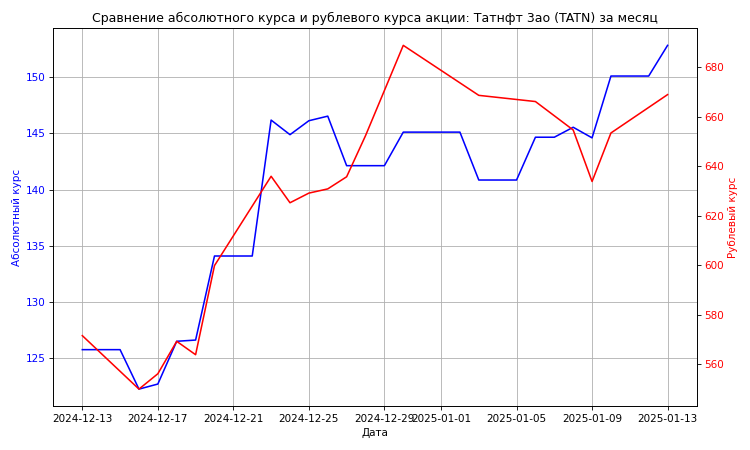 Сравнение абсолютного курса и рублевого курса акции: Татнфт 3ао (TATN) за месяц
Абсолютный курс
150
145
140
135
130
125
680
660
640
620
600
580
560
Рублевый курс
2024-12-13 2024-12-17 2024-12-21 2024-12-25 2024-12-29 2025-01-01 2025-01-05 2025-01-09 2025-01-13
Дата